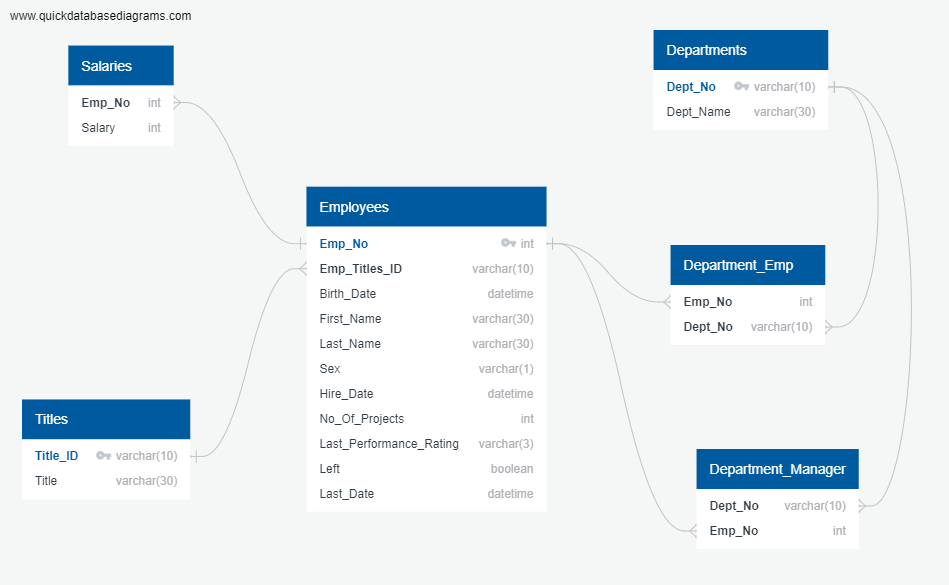 www.quickdatabasediagrams.com
Salaries
Emp_No int
Salary int
Departments
Dept_No varchar(10)
Dept_Name varchar(30)
Employees
Emp_No int
Emp_Titles_ID varchar(10)
Birth_Date datetime
First_Name varchar(30)
Last_Name varchar(30)
Sex varchar(1)
Hire_Date datetime
No_Of_Projects int
Last_Performance_Rating varchar(3)
Left boolean
Last_Date datetime
Department_Emp
Emp_No int
Dept_No varchar(10)
Titles
Title_ID varchar(10)
Title varchar(30)
Department_Manager
Dept_No varchar(10)
Emp_No int